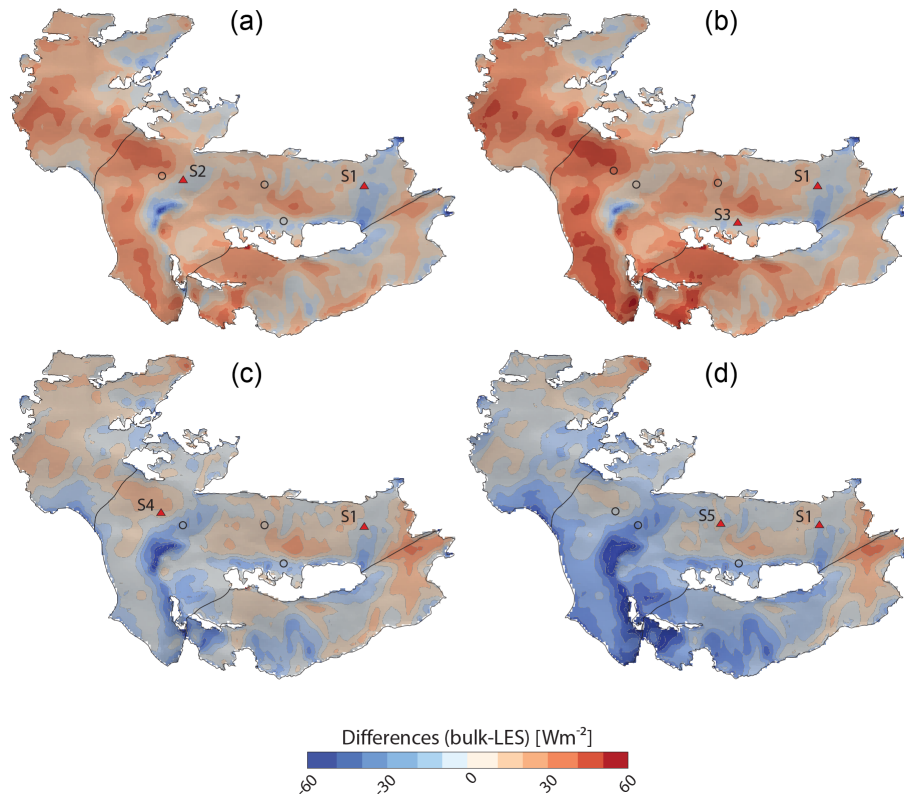 (a) (b)
S2 S1 S1
S3
(c) (d)
S4 S1 S5 S1
Differences (bulk-LES) [Wm⁻²]
-60 -30 0 30 60